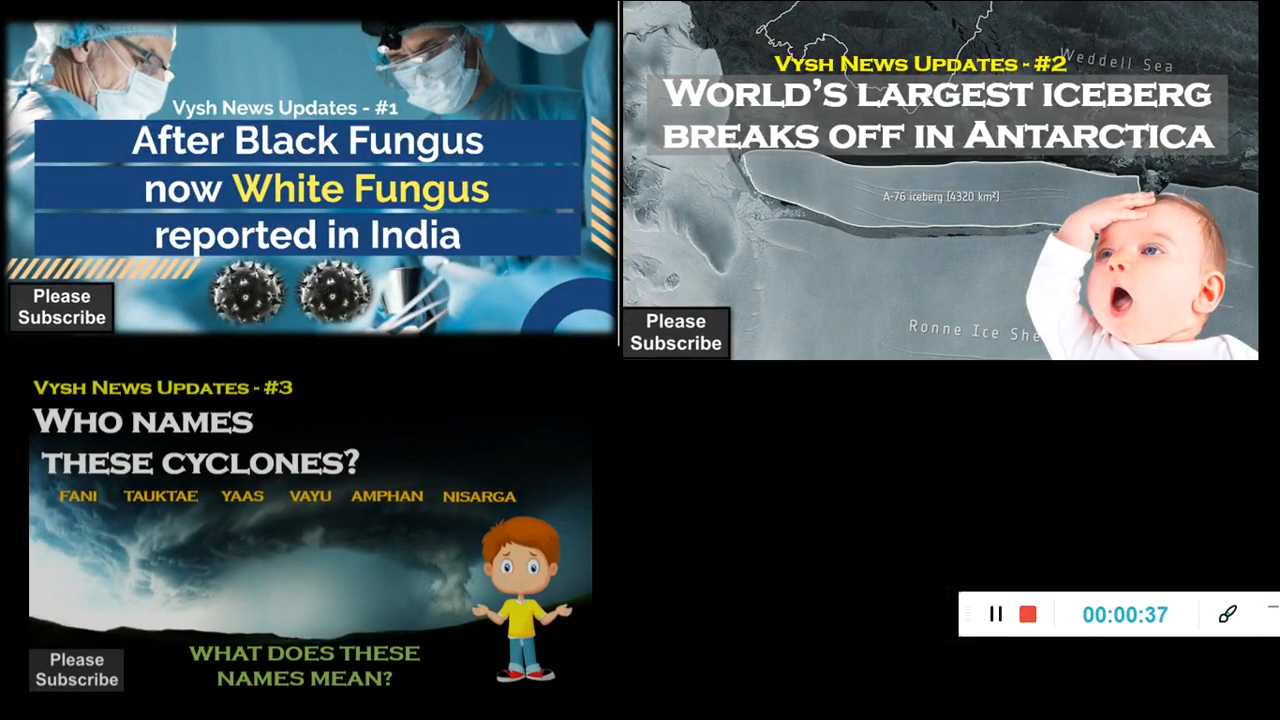 Vysh News Updates - #1
After Black Fungus
now White Fungus
reported in India
Please
Subscribe
Weddell Sea
Vysh News Updates - #2
World's largest iceberg
breaks off in Antarctica
A-76 iceberg [4320 km²]
Ronne Ice She
Please
Subscribe
Vysh News Updates - #3
Who names
these cyclones?
FANI TAUKTAE YAAS VAYU AMPHAN NISARGA
WHAT DOES THESE
NAMES MEAN?
Please
Subscribe
00:00:37